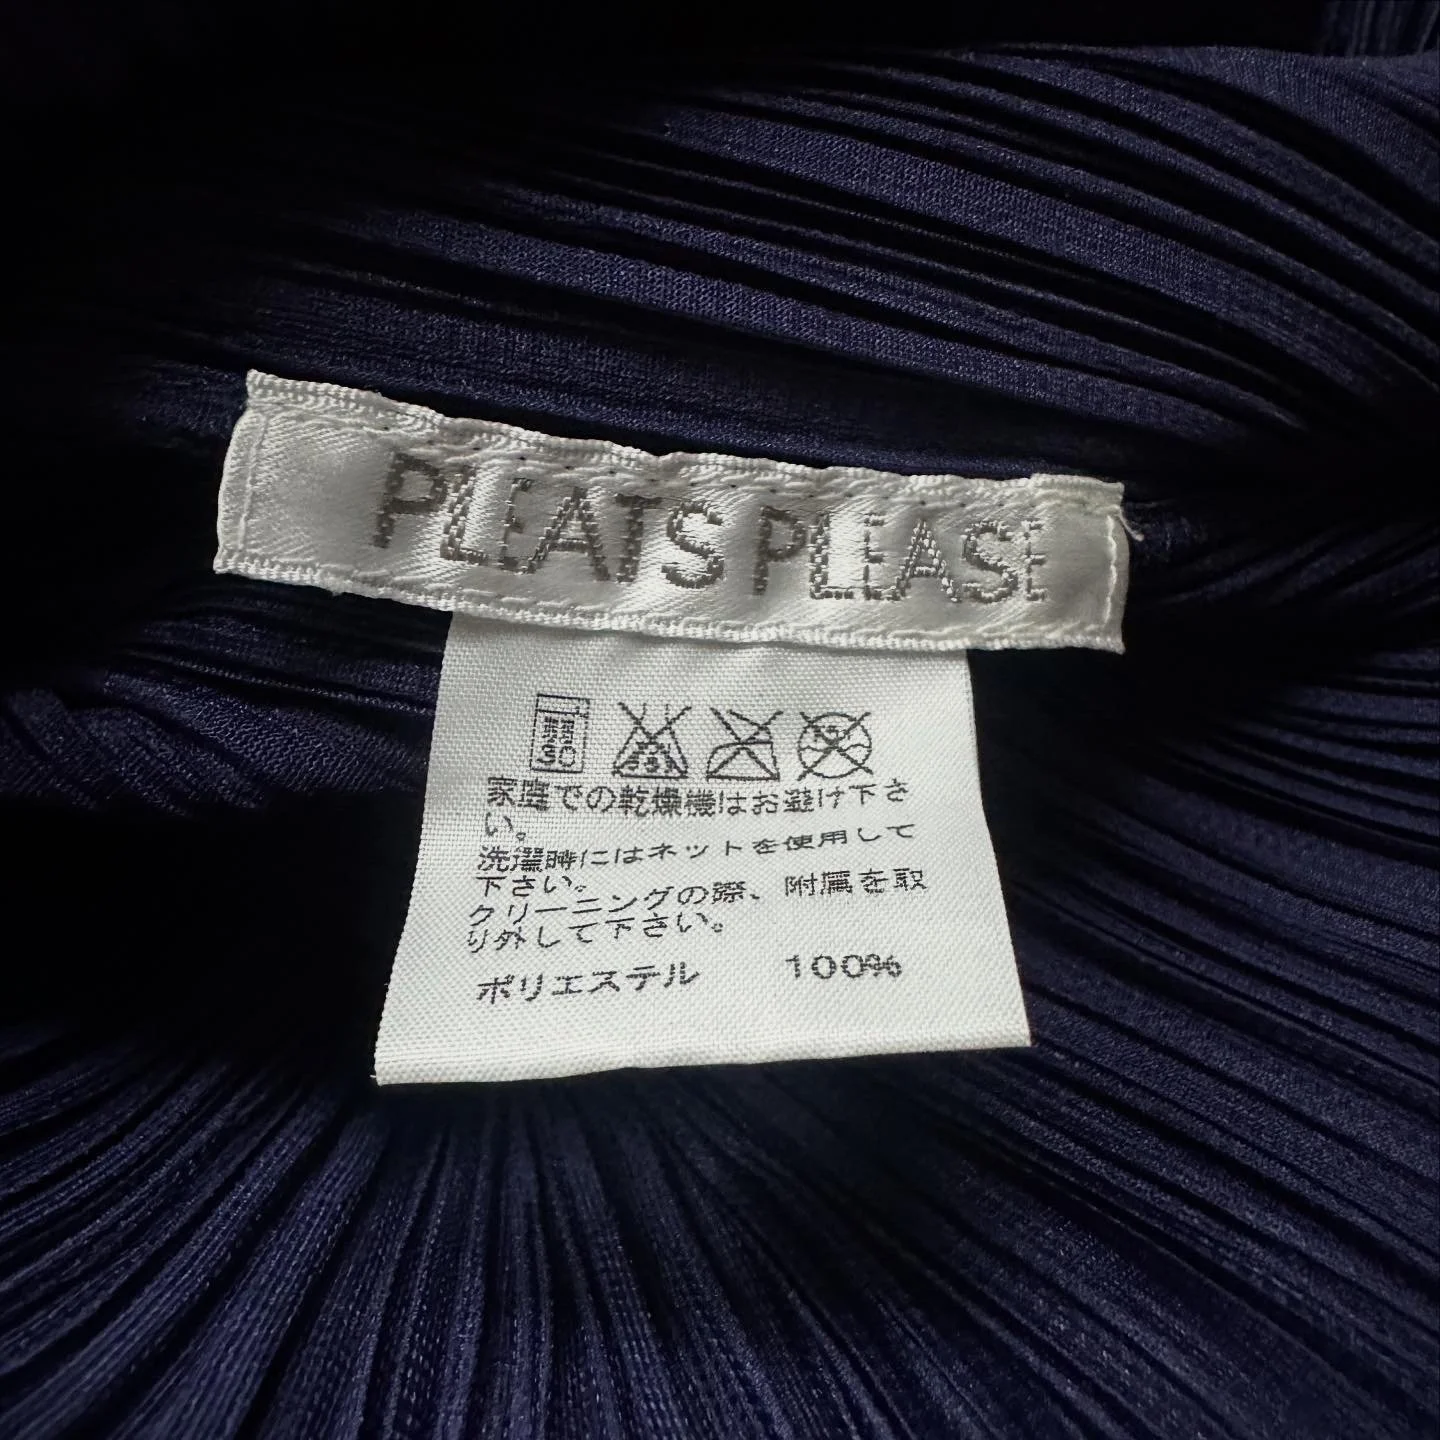 PLEATS PLEASE
弱
30
家庭での乾燥機はお避け下さ
い。
洗濯時にはネットを使用して
下さい。
クリーニングの際、附属を取
り外して下さい。
ポリエステル 100%